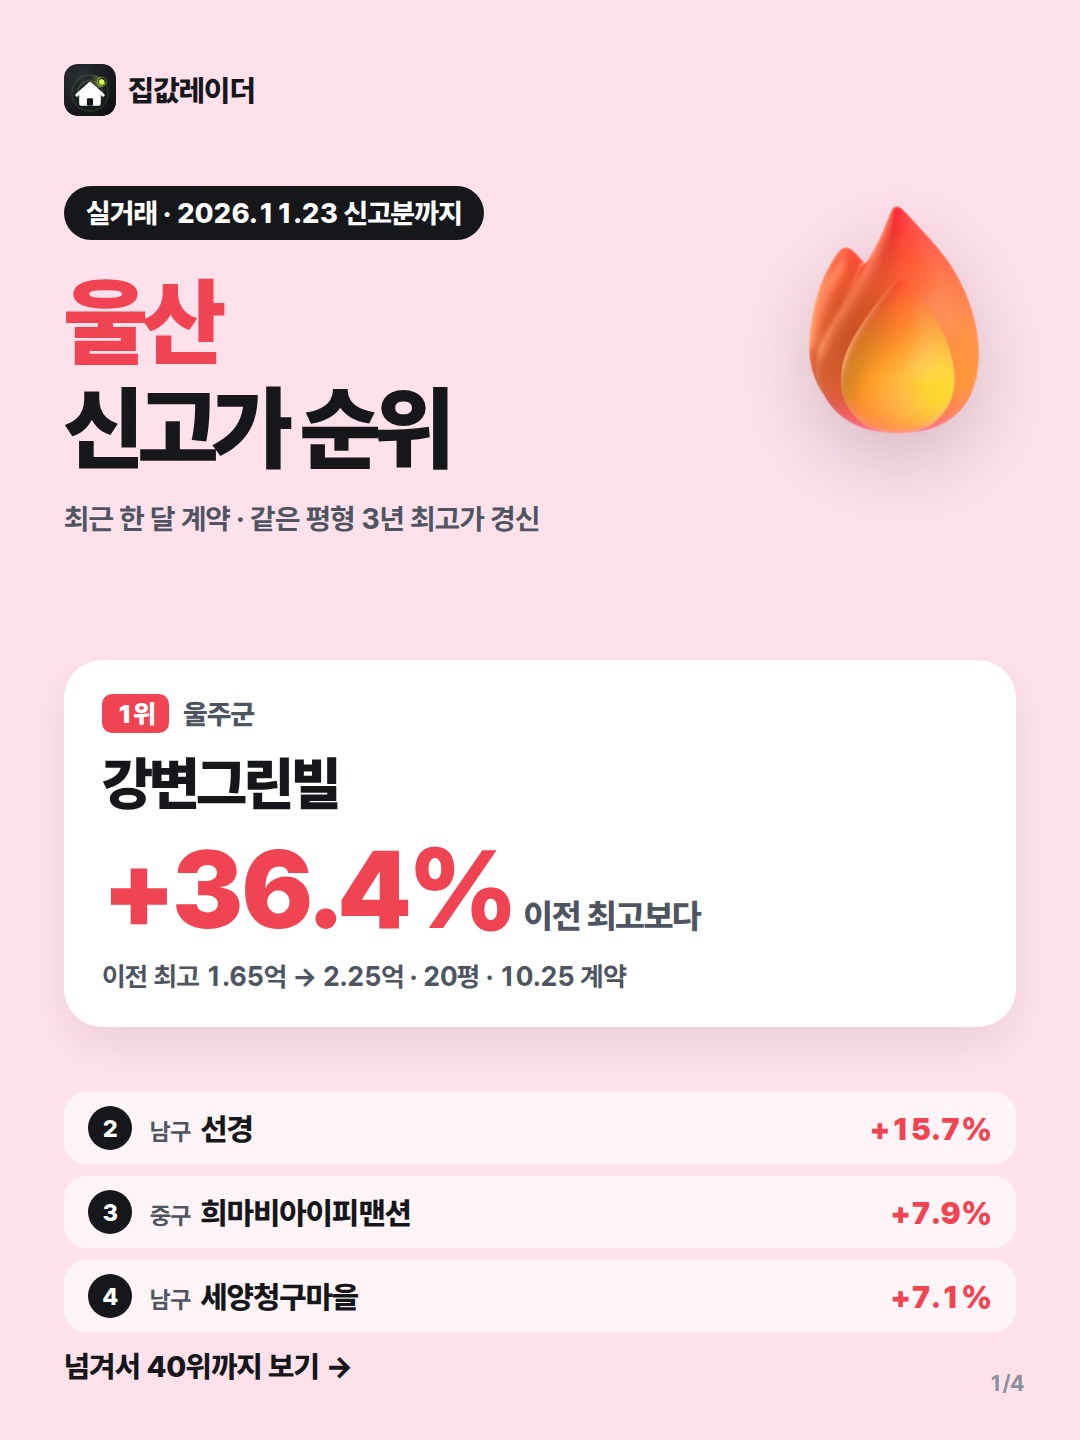 집값레이더
실거래 · 2026.11.23 신고분까지
울산
신고가 순위
최근 한 달 계약 · 같은 평형 3년 최고가 경신
1위 울주군
강변그린빌
+36.4% 이전 최고보다
이전 최고 1.65억 → 2.25억 · 20평 · 10.25 계약
2 남구 선경 +15.7%
3 중구 희마비아이피맨션 +7.9%
4 남구 세양청구마을 +7.1%
넘겨서 40위까지 보기 →
1/4